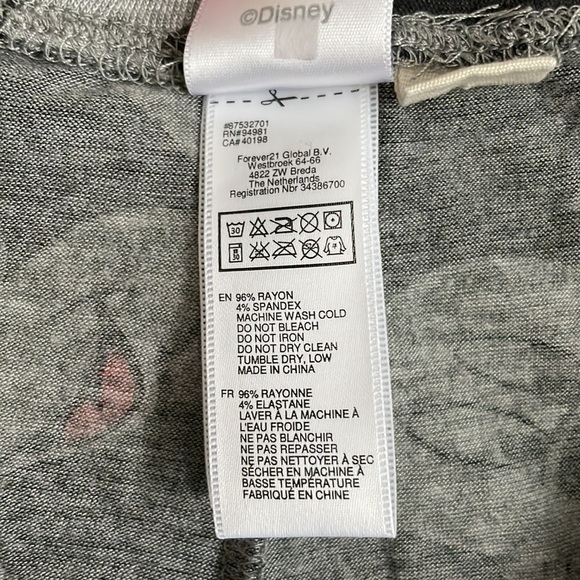 ©Disney
#87532701
RN#94981
CA# 40198
Forever21 Global B.V.
Westbroek 64-66
4822 ZW Breda
The Netherlands
Registration Nbr 34386700
30
EN 96% RAYON
4% SPANDEX
MACHINE WASH COLD
DO NOT BLEACH
DO NOT IRON
DO NOT DRY CLEAN
TUMBLE DRY, LOW
MADE IN CHINA
FR 96% RAYONNE
4% ELASTANE
LAVER À LA MACHINE À
L'EAU FROIDE
NE PAS BLANCHIR
NE PAS REPASSER
NE PAS NETTOYER À SEC
SÉCHER EN MACHINE À
BASSE TEMPÉRATURE
FABRIQUÉ EN CHINE